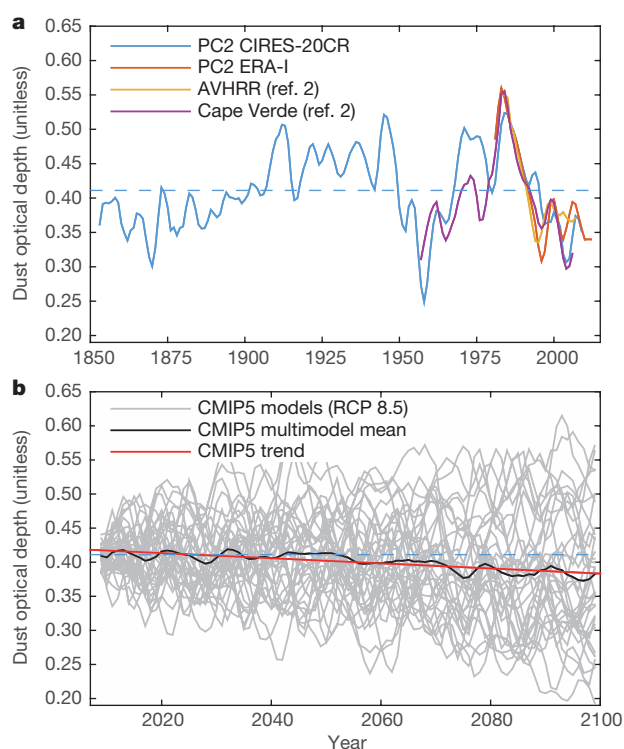 a
0.65
0.60
0.55
0.50
0.45
0.40
0.35
0.30
0.25
0.20
Dust optical depth (unitless)
PC2 CIRES-20CR
PC2 ERA-I
AVHRR (ref. 2)
Cape Verde (ref. 2)
1850 1875 1900 1925 1950 1975 2000
b
0.65
0.60
0.55
0.50
0.45
0.40
0.35
0.30
0.25
0.20
Dust optical depth (unitless)
CMIP5 models (RCP 8.5)
CMIP5 multimodel mean
CMIP5 trend
2020 2040 2060 2080 2100
Year